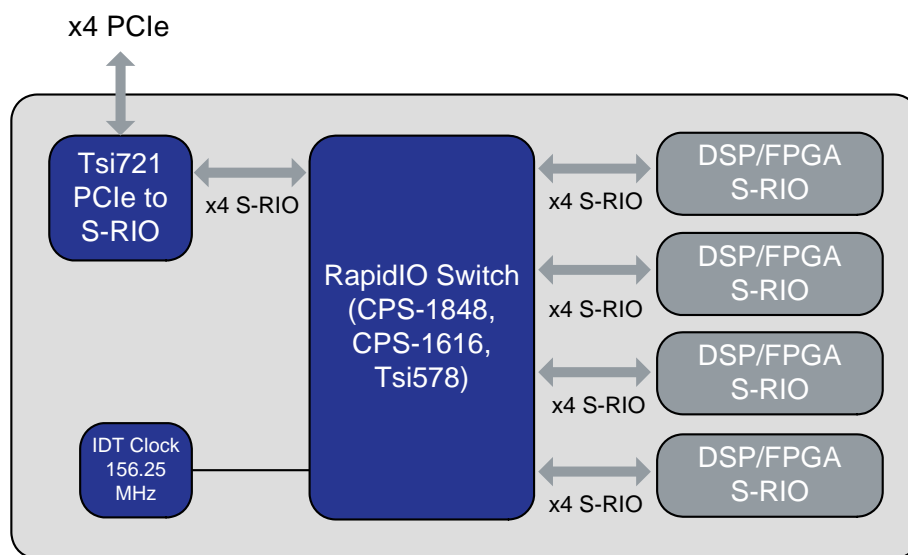 x4 PCIe
Tsi721
PCIe to
S-RIO
x4 S-RIO
RapidIO Switch
(CPS-1848,
CPS-1616,
Tsi578)
IDT Clock
156.25
MHz
DSP/FPGA
S-RIO
x4 S-RIO
DSP/FPGA
S-RIO
x4 S-RIO
DSP/FPGA
S-RIO
x4 S-RIO
DSP/FPGA
S-RIO
x4 S-RIO